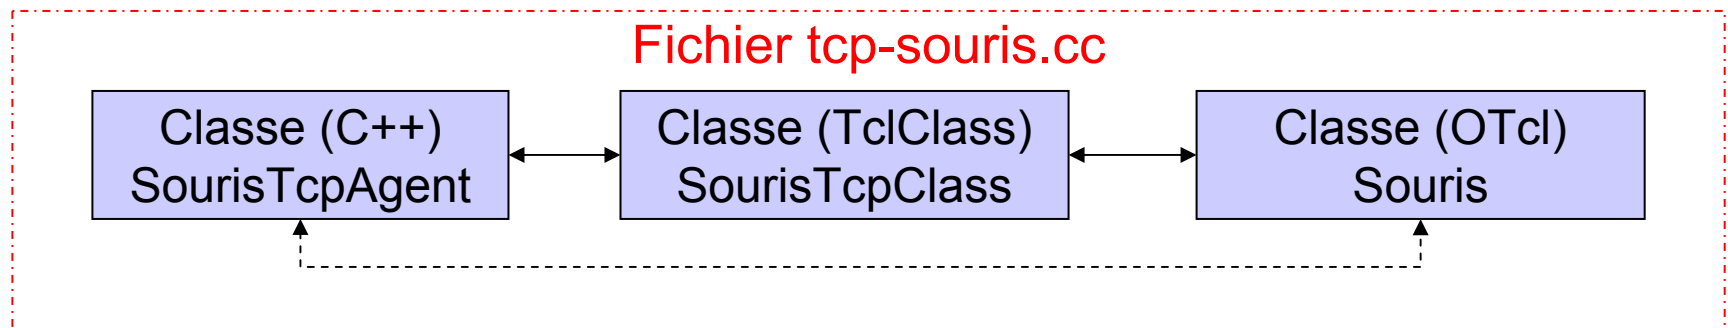 Fichier tcp-souris.cc
Classe (C++)
SourisTcpAgent
Classe (TclClass)
SourisTcpClass
Classe (OTcl)
Souris